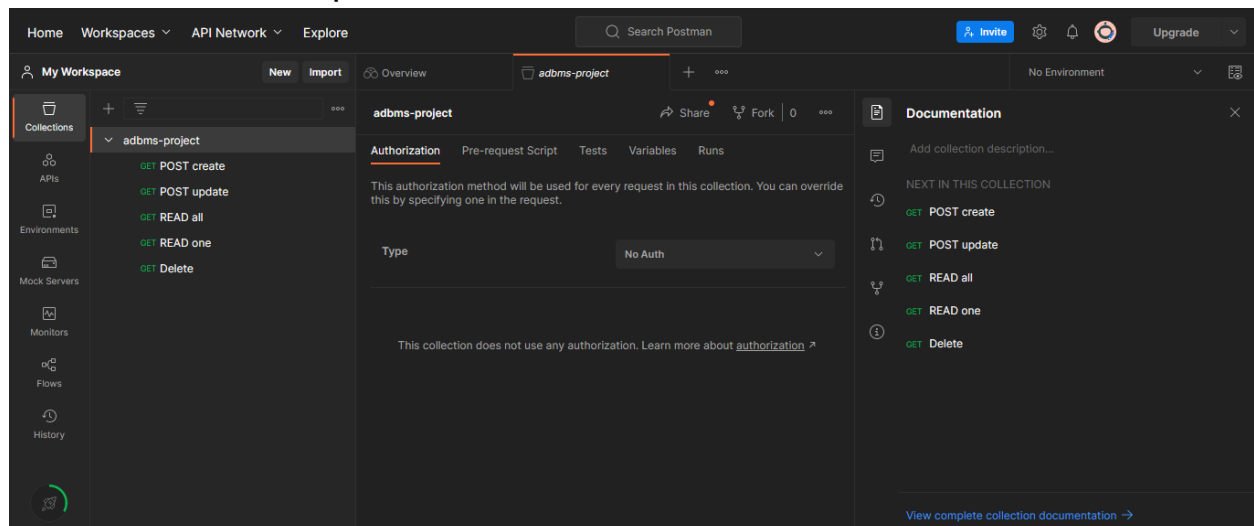 Home Workspaces API Network Explore Search Postman Invite Upgrade
My Workspace New Import Overview adbms-project No Environment
Collections
APIs
Environments
Mock Servers
Monitors
Flows
History
adbms-project
GET POST create
GET POST update
GET READ all
GET READ one
GET Delete
adbms-project Share Fork 0
Authorization Pre-request Script Tests Variables Runs
This authorization method will be used for every request in this collection. You can override
this by specifying one in the request.
Type No Auth
This collection does not use any authorization. Learn more about authorization
Documentation
Add collection description...
NEXT IN THIS COLLECTION
GET POST create
GET POST update
GET READ all
GET READ one
GET Delete
View complete collection documentation →